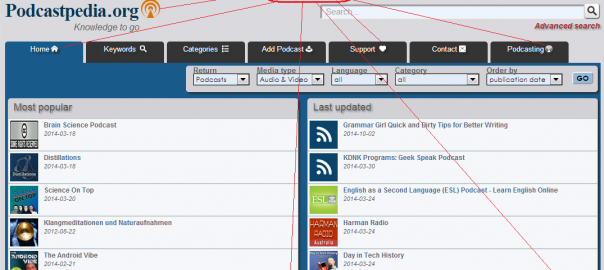 Podcastpedia.org
Knowledge to go
Search...
Advanced search
Home
Keywords
Categories
Add Podcast
Support
Contact
Podcasting
Return
Media type
Language
Category
Order by
Podcasts
Audio & Video
all
all
publication date
GO
Most popular
Brain Science Podcast
2014-03-18
Distillations
2014-03-18
Science On Top
2014-03-20
Klangmeditationen und Naturaufnahmen
2012-08-22
The Android Vibe
2014-02-21
Last updated
Grammar Girl Quick and Dirty Tips for Better Writing
2014-10-02
KDNK Programs: Geek Speak Podcast
2014-03-30
ESL
English as a Second Language (ESL) Podcast - Learn English Online
2014-03-24
HARMAN
RADIO
Australia
Harman Radio
2014-03-24
Day in Tech History
2014-03-24